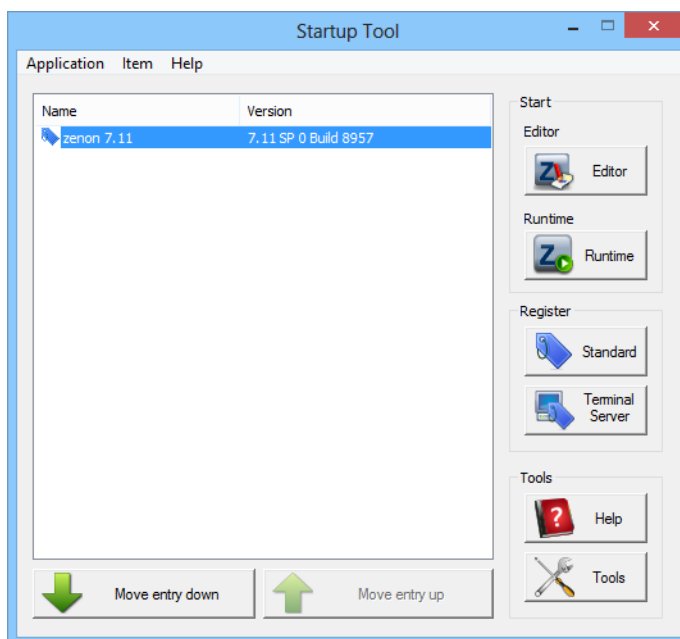 Startup Tool
Application Item Help
Name Version
zenon 7.11 7.11 SP 0 Build 8957
Start
Editor
Editor
Runtime
Runtime
Register
Standard
Terminal
Server
Tools
Help
Tools
Move entry down
Move entry up